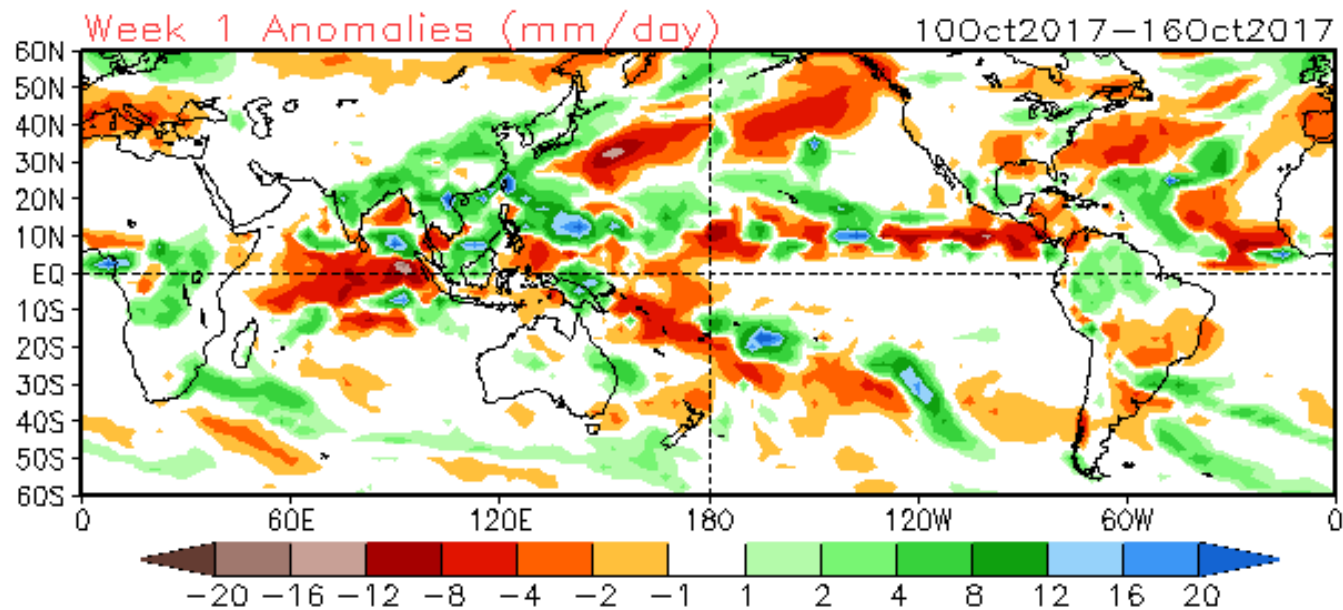 Week 1 Anomalies (mm/day) 10Oct2017–16Oct2017
60N
50N
40N
30N
20N
10N
EQ
10S
20S
30S
40S
50S
60S
0 60E 120E 180 120W 60W 0
−20 −16 −12 −8 −4 −2 −1 1 2 4 8 12 16 20